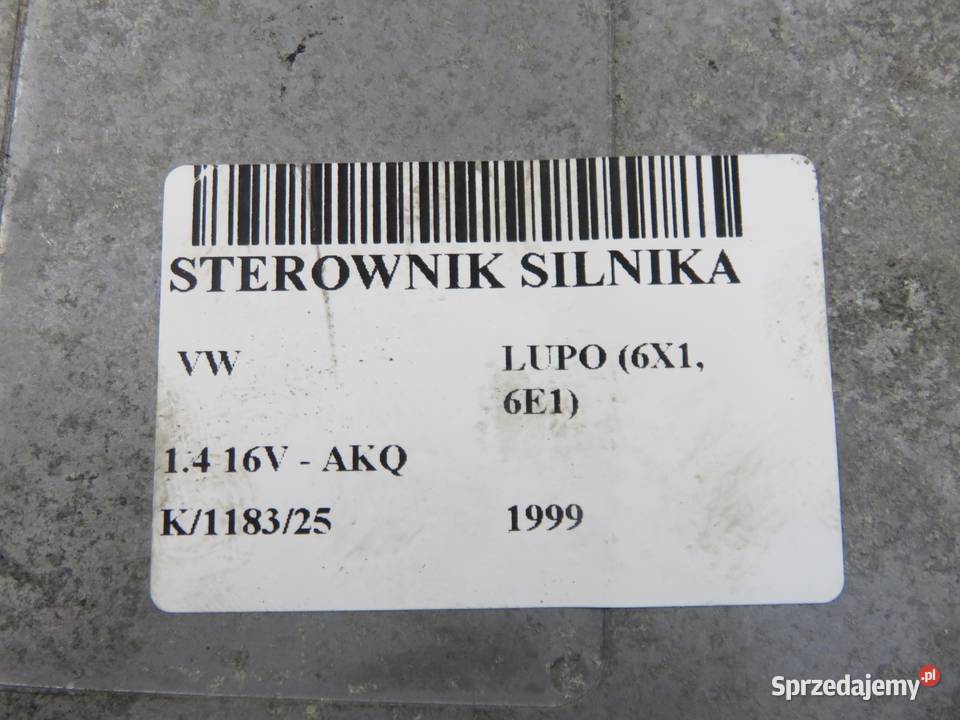 STEROWNIK SILNIKA
VW
LUPO (6X1,
6E1)
1.4 16V - AKQ
K/1183/25
1999
Sprzedajemy.pl